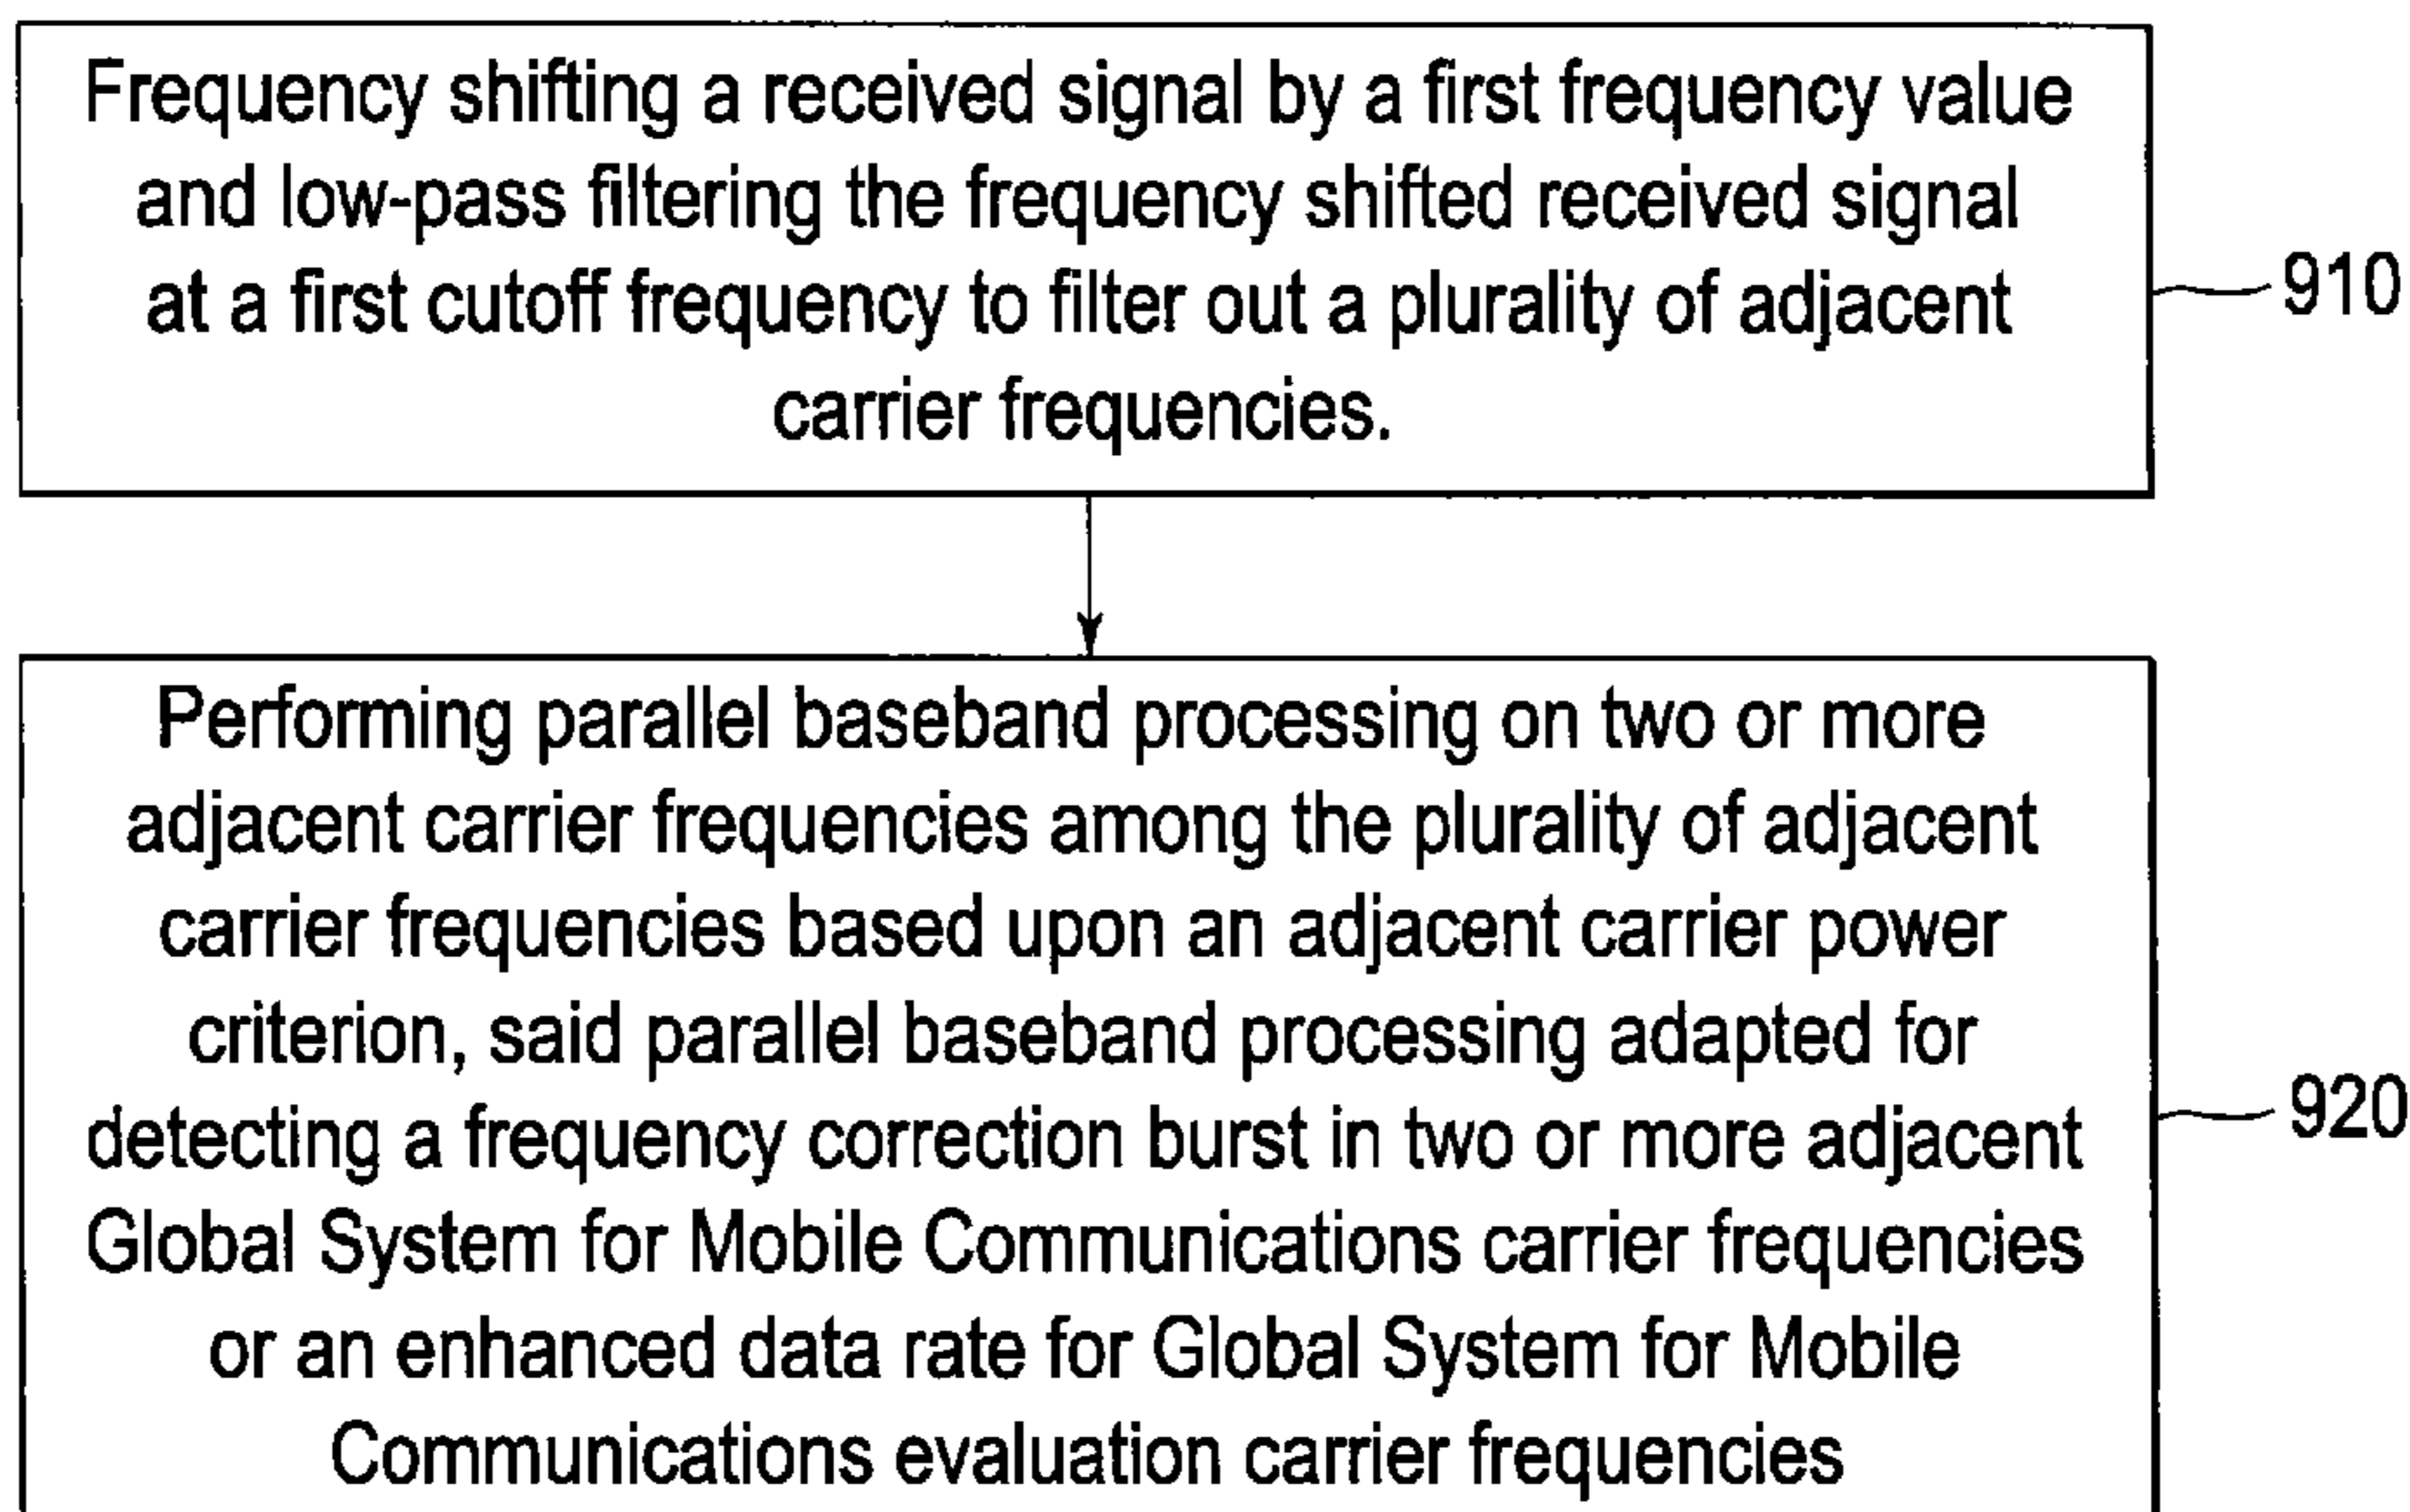 Frequency shifting a received signal by a first frequency value
and low-pass filtering the frequency shifted received signal
at a first cutoff frequency to filter out a plurality of adjacent
carrier frequencies.
910
Performing parallel baseband processing on two or more
adjacent carrier frequencies among the plurality of adjacent
carrier frequencies based upon an adjacent carrier power
criterion, said parallel baseband processing adapted for
detecting a frequency correction burst in two or more adjacent
Global System for Mobile Communications carrier frequencies
or an enhanced data rate for Global System for Mobile
Communications evaluation carrier frequencies
920